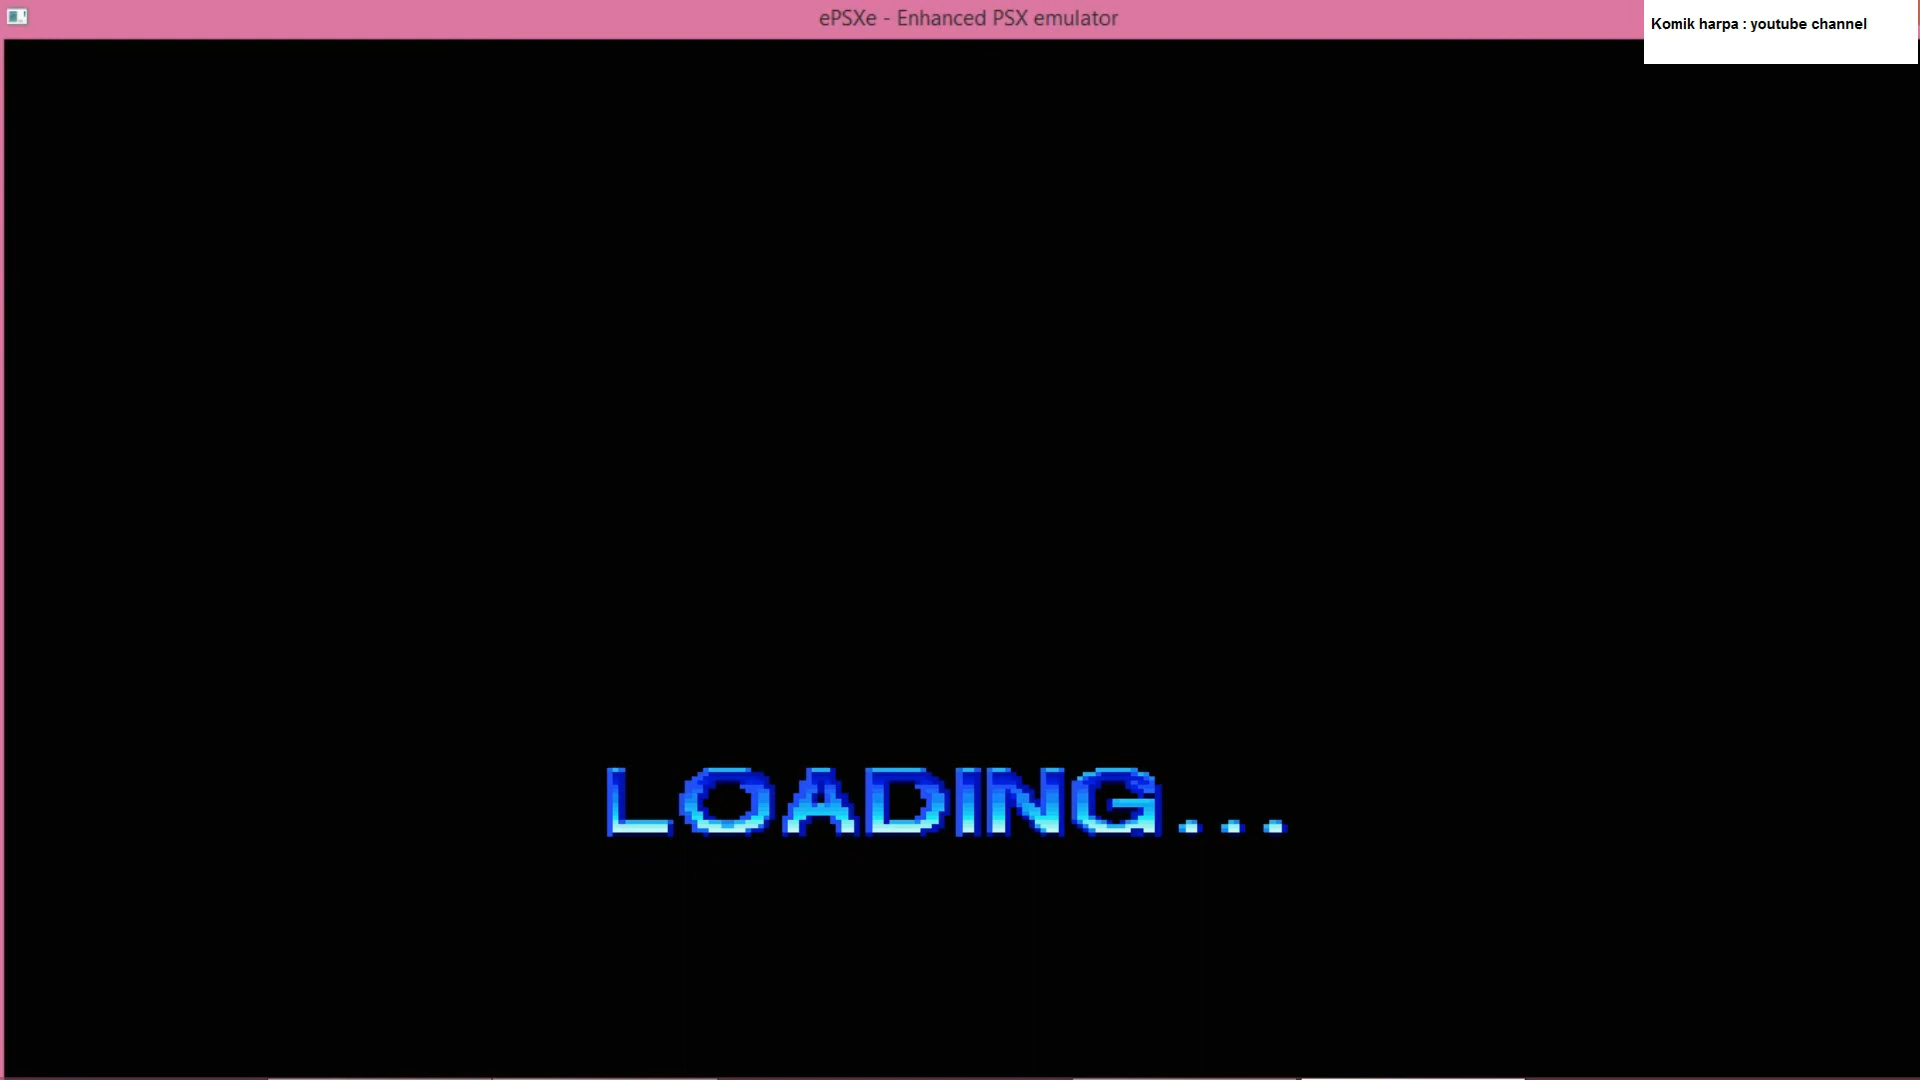 ePSXe - Enhanced PSX emulator
Komik harpa : youtube channel
LOADING...